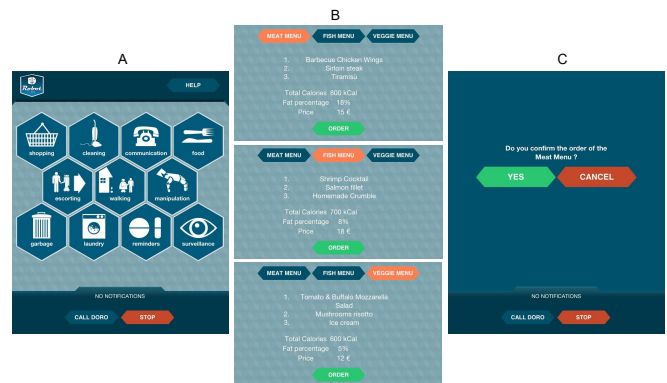 A
Robot
HELP
shopping
cleaning
communication
food
escorting
walking
manipulation
garbage
laundry
reminders
surveillance
NO NOTIFICATIONS
CALL DORO
STOP
B
MEAT MENU FISH MENU VEGGIE MENU
1. Barbecue Chicken Wings
2. Sirloin steak
3. Tiramisu
Total Calories 800 kCal
Fat percentage 18%
Price 15 €
ORDER
MEAT MENU FISH MENU VEGGIE MENU
1. Shrimp Cocktail
2. Salmon fillet
3. Homemade Crumble
Total Calories 700 kCal
Fat percentage 8%
Price 18 €
ORDER
MEAT MENU FISH MENU VEGGIE MENU
1. Tomato & Buffalo Mozzarella
Salad
2. Mushrooms risotto
3. Ice cream
Total Calories 600 kCal
Fat percentage 5%
Price 12 €
ORDER
C
Do you confirm the order of the
Meat Menu ?
YES
CANCEL
NO NOTIFICATIONS
CALL DORO
STOP